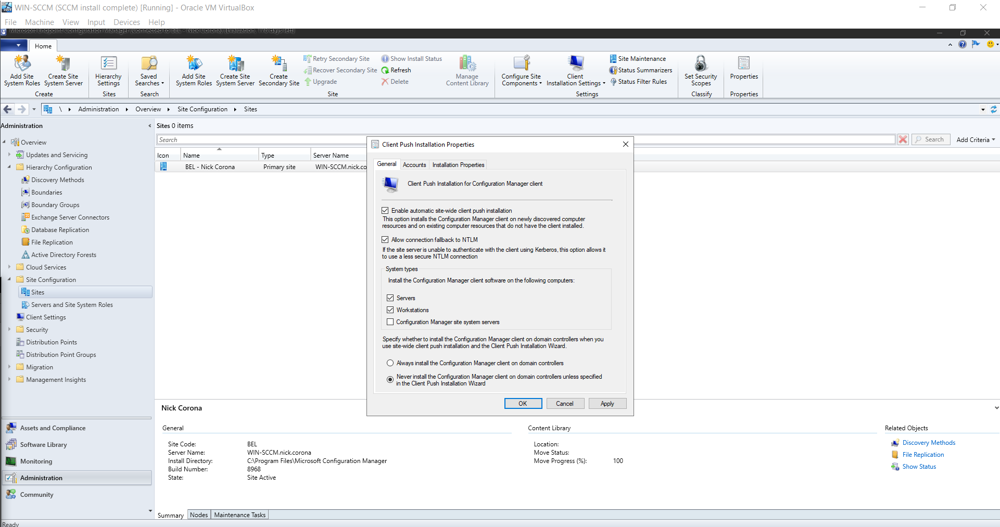 WIN-SCCM (SCCM install complete) [Running] - Oracle VM VirtualBox
File Machine View Input Devices Help
Microsoft Endpoint Configuration Manager (Connected to BEL - Nick Corona) (Evaluation, 178 days left)
Home
Add Site
System Roles
Create Site
System Server
Create
Hierarchy
Settings
Sites
Saved
Searches
Search
Add Site
System Roles
Create Site
System Server
Create
Secondary Site
Retry Secondary Site
Recover Secondary Site
Upgrade
Show Install Status
Refresh
Delete
Manage
Content Library
Site
Configure Site
Components
Client
Installation Settings
Site Maintenance
Status Summarizers
Status Filter Rules
Settings
Set Security
Scopes
Classify
Properties
Properties
\ Administration Overview Site Configuration Sites
Administration
Overview
Updates and Servicing
Hierarchy Configuration
Discovery Methods
Boundaries
Boundary Groups
Exchange Server Connectors
Database Replication
File Replication
Active Directory Forests
Cloud Services
Site Configuration
Sites
Servers and Site System Roles
Client Settings
Security
Distribution Points
Distribution Point Groups
Migration
Management Insights
Assets and Compliance
Software Library
Monitoring
Administration
Community
Sites 0 items
Search
Search
Add Criteria
Icon Name Type Server Name
BEL - Nick Corona Primary site WIN-SCCM.nick.co
Client Push Installation Properties
General Accounts Installation Properties
Client Push Installation for Configuration Manager client
Enable automatic site-wide client push installation
This option installs the Configuration Manager client on newly discovered computer
resources and on existing computer resources that do not have the client installed.
Allow connection fallback to NTLM
If the site server is unable to authenticate with the client using Kerberos, this option allows it
to use a less secure NTLM connection
System types
Install the Configuration Manager client software on the following computers:
Servers
Workstations
Configuration Manager site system servers
Specify whether to install the Configuration Manager client on domain controllers when you
use site-wide client push installation and the Client Push Installation Wizard.
Always install the Configuration Manager client on domain controllers
Never install the Configuration Manager client on domain controllers unless specified
in the Client Push Installation Wizard
OK Cancel Apply
Nick Corona
General
Site Code: BEL
Server Name: WIN-SCCM.nick.corona
Install Directory: C:\Program Files\Microsoft Configuration Manager
Build Number: 8968
State: Site Active
Content Library
Location:
Move Status:
Move Progress (%): 100
Related Objects
Discovery Methods
File Replication
Show Status
Summary Nodes Maintenance Tasks
Ready